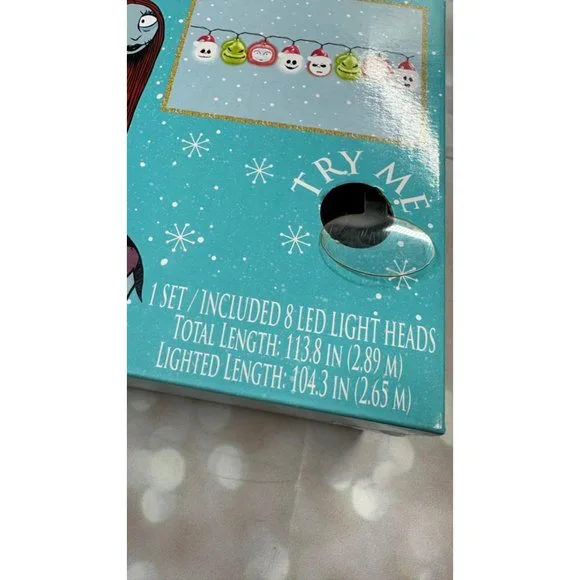 TRY ME
1 SET / INCLUDED 8 LED LIGHT HEADS
TOTAL LENGTH: 113.8 IN (2.89 M)
LIGHTED LENGTH: 104.3 IN (2.65 M)